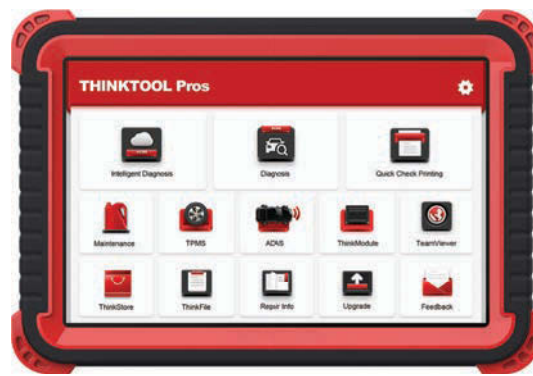 THINKTOOL Pros
Intelligent Diagnosis
Diagnosis
Quick Check Printing
Maintenance
TPMS
ADAS
ThinkModule
TeamViewer
ThinkStore
ThinkFile
Repair Info
Upgrade
Feedback